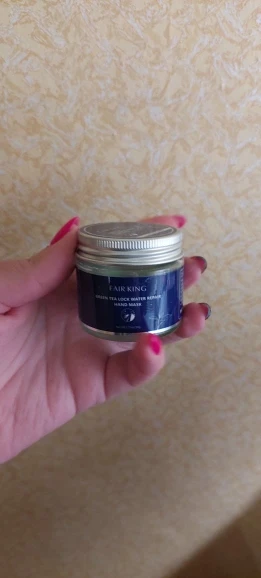 FAIR KING
GREEN TEA LOCK WATER REPAIR
HAND MASK